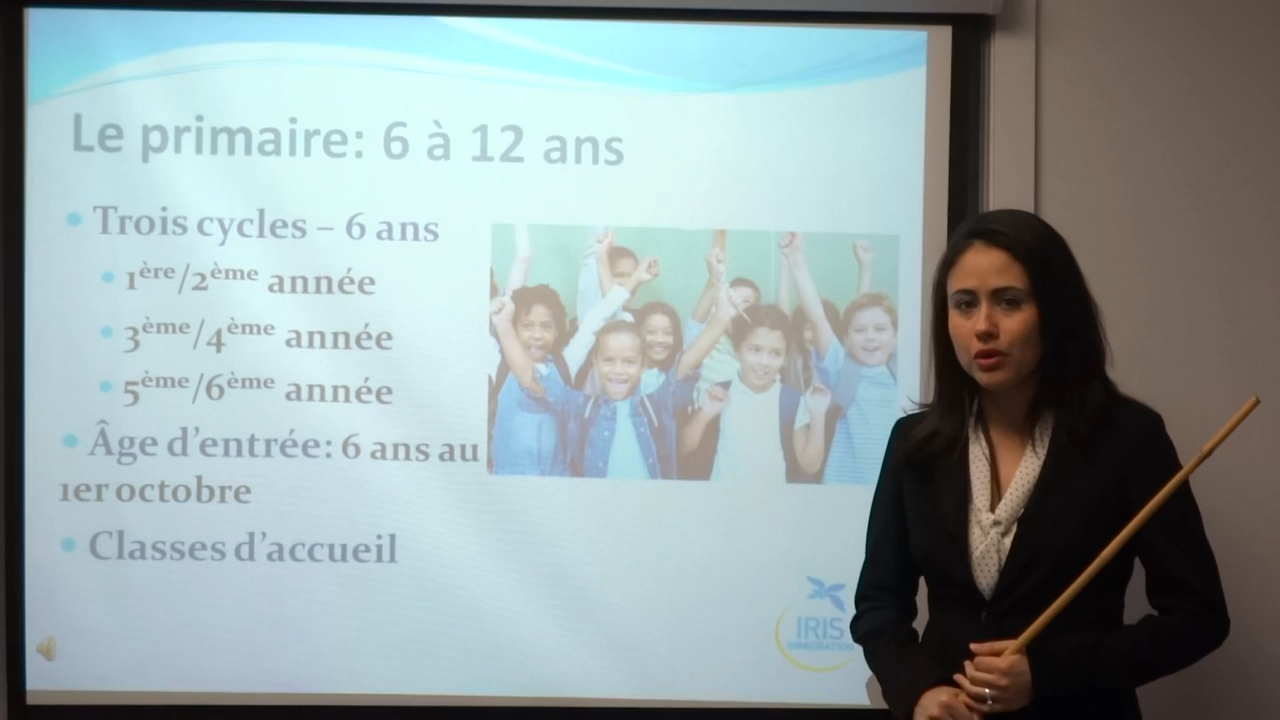 Le primaire: 6 à 12 ans
Trois cycles – 6 ans
1ère/2ème année
3ème/4ème année
5ème/6ème année
Âge d'entrée: 6 ans au
1er octobre
Classes d'accueil
IRIS
IMMIGRATION